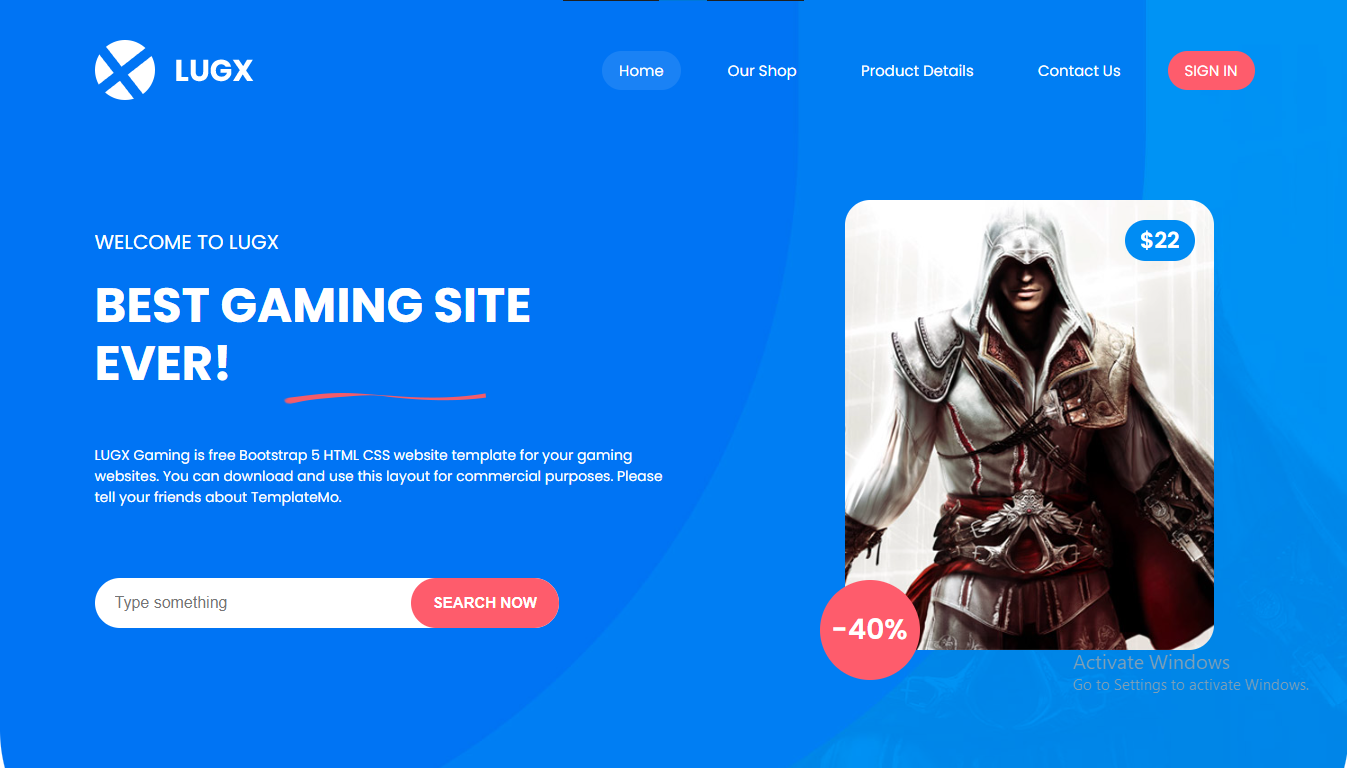 LUGX
Home
Our Shop
Product Details
Contact Us
SIGN IN
WELCOME TO LUGX
BEST GAMING SITE
EVER!
LUGX Gaming is free Bootstrap 5 HTML CSS website template for your gaming
websites. You can download and use this layout for commercial purposes. Please
tell your friends about TemplateMo.
Type something
SEARCH NOW
$22
-40%
Activate Windows
Go to Settings to activate Windows.